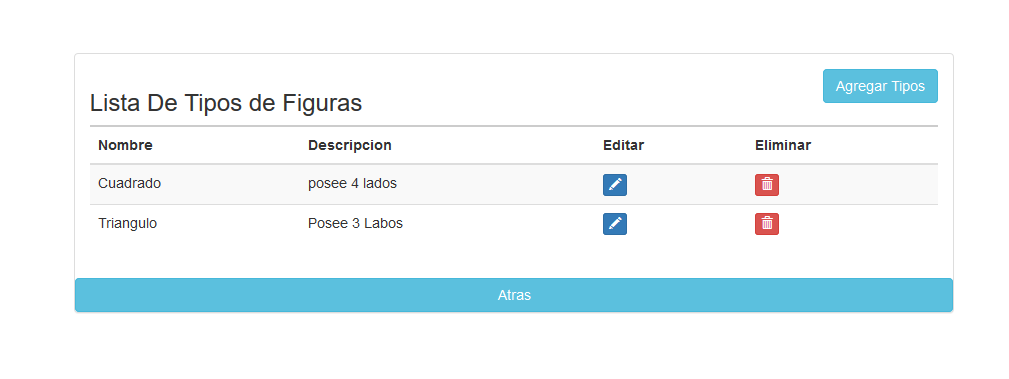 Agregar Tipos
Lista De Tipos de Figuras
Nombre Descripcion Editar Eliminar
Cuadrado posee 4 lados
Triangulo Posee 3 Labos
Atras